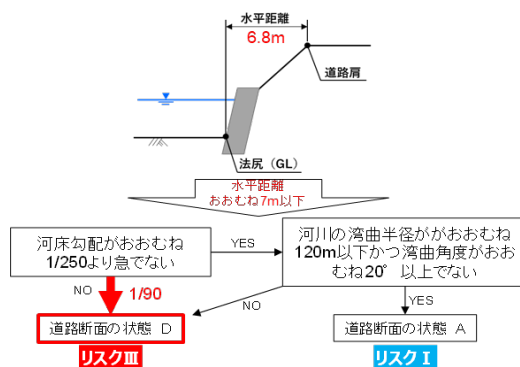 水平距離
6.8m
道路肩
法尻（GL）
水平距離
おおむね7m以下
河床勾配がおおむね
1/250より急でない
YES
河川の湾曲半径ががおおむね
120m以下かつ湾曲角度がおお
むね20°以上でない
NO
1/90
NO
YES
道路断面の状態 D
道路断面の状態 A
リスクⅢ
リスクⅠ